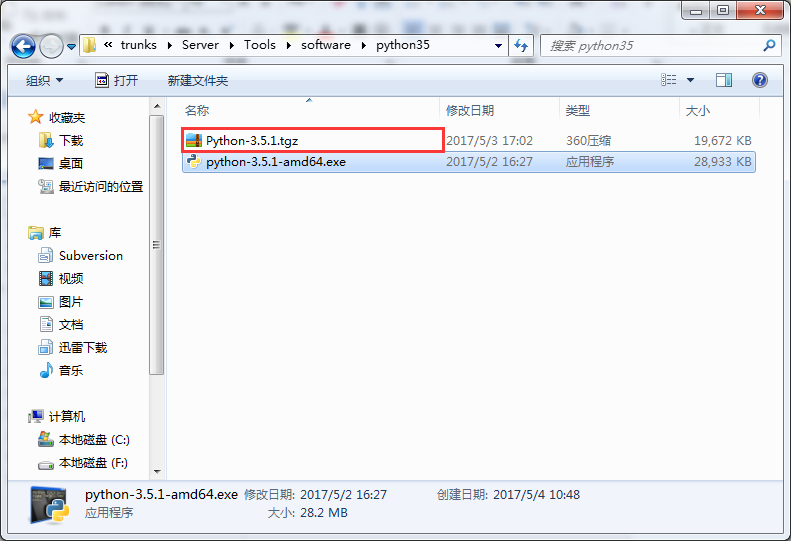 « trunks ▸ Server ▸ Tools ▸ software ▸ python35
搜索 python35
组织 打开 新建文件夹
名称 修改日期 类型 大小
Python-3.5.1.tgz 2017/5/3 17:02 360压缩 19,672 KB
python-3.5.1-amd64.exe 2017/5/2 16:27 应用程序 28,933 KB
收藏夹
下载
桌面
最近访问的位置
库
Subversion
视频
图片
文档
迅雷下载
音乐
计算机
本地磁盘 (C:)
本地磁盘 (F:)
python-3.5.1-amd64.exe 修改日期: 2017/5/2 16:27 创建日期: 2017/5/4 10:48
应用程序 大小: 28.2 MB